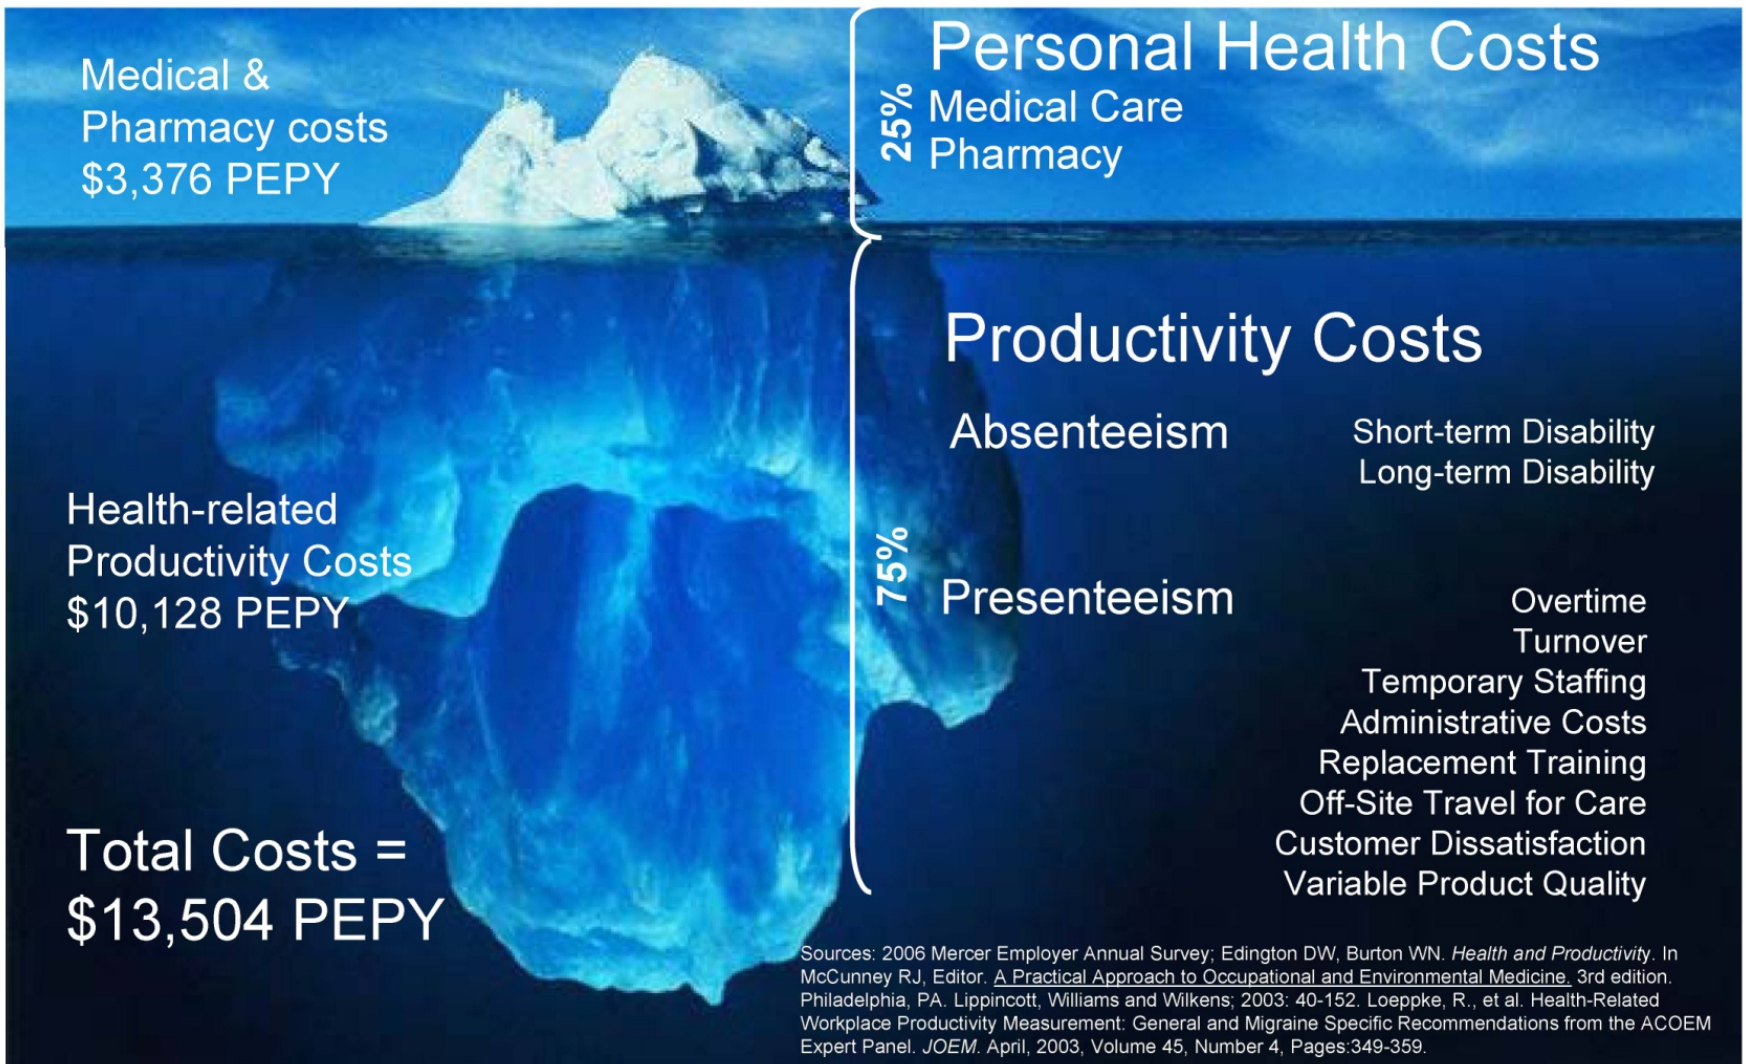 Medical &
Pharmacy costs
$3,376 PEPY
Personal Health Costs
25%
Medical Care
Pharmacy
Productivity Costs
Absenteeism
Short-term Disability
Long-term Disability
Health-related
Productivity Costs
$10,128 PEPY
75%
Presenteeism
Overtime
Turnover
Temporary Staffing
Administrative Costs
Replacement Training
Off-Site Travel for Care
Customer Dissatisfaction
Variable Product Quality
Total Costs =
$13,504 PEPY
Sources: 2006 Mercer Employer Annual Survey; Edington DW, Burton WN. Health and Productivity. In
McCunney RJ, Editor. A Practical Approach to Occupational and Environmental Medicine. 3rd edition.
Philadelphia, PA. Lippincott, Williams and Wilkens; 2003: 40-152. Loeppke, R., et al. Health-Related
Workplace Productivity Measurement: General and Migraine Specific Recommendations from the ACOEM
Expert Panel. JOEM. April, 2003, Volume 45, Number 4, Pages:349-359.